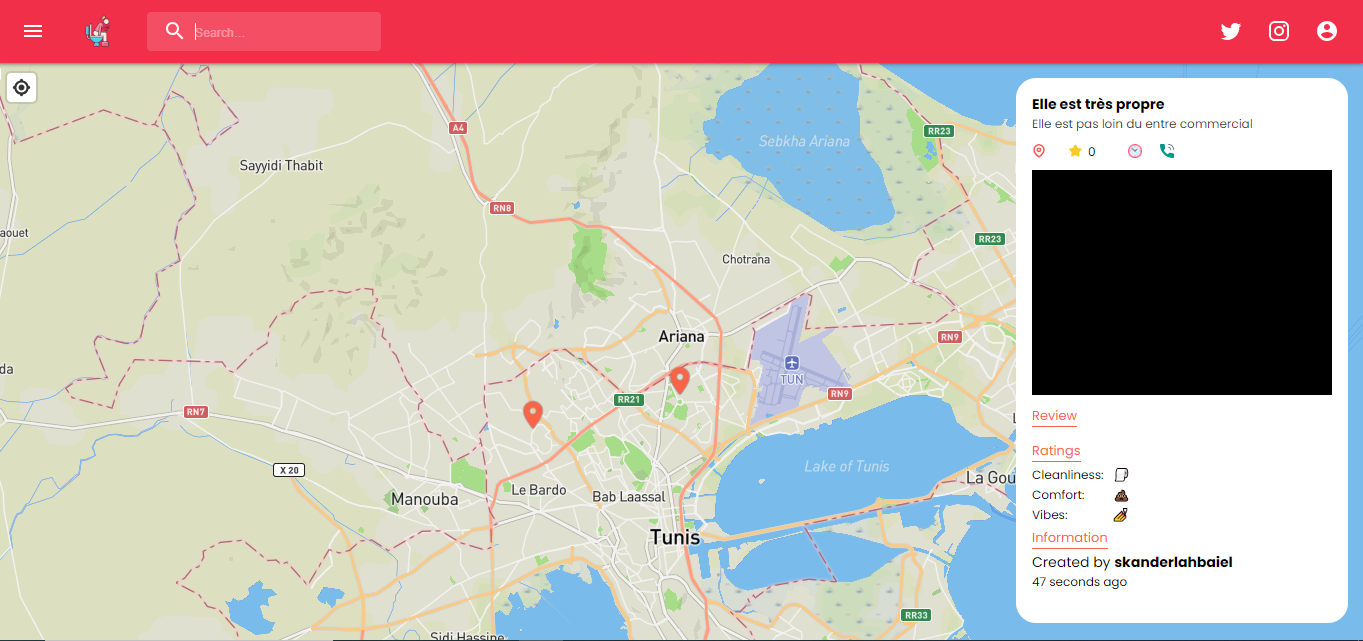 Search...
A4
RR23
Sebkha Ariana
Sayyidi Thabit
RN8
RR23
Chotrana
Ariana
RN9
TUN
RN9
RR21
RN7
X 20
Lake of Tunis
Le Bardo
Manouba
Bab Laassal
La Gou
Tunis
RR33
Sidi Hassine
aouet
da
Elle est très propre
Elle est pas loin du entre commercial
0
Review
Ratings
Cleanliness:
Comfort:
Vibes:
Information
Created by skanderlahbaiel
47 seconds ago